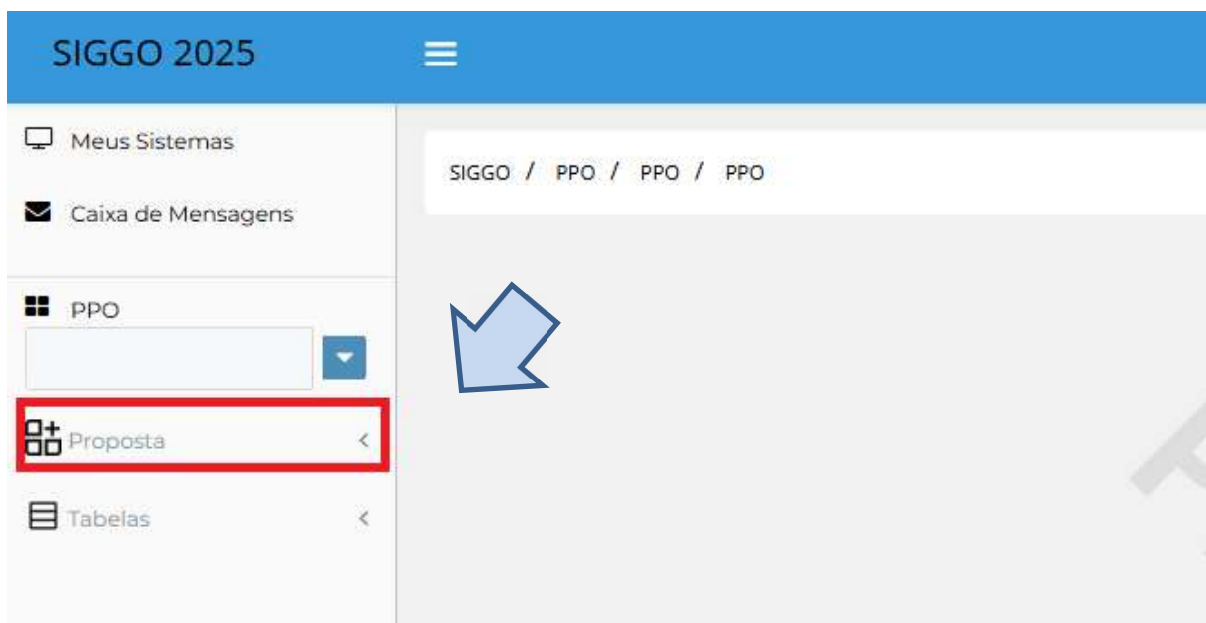 SIGGO 2025
Meus Sistemas
SIGGO / PPO / PPO / PPO
Caixa de Mensagens
PPO
Proposta
Tabelas